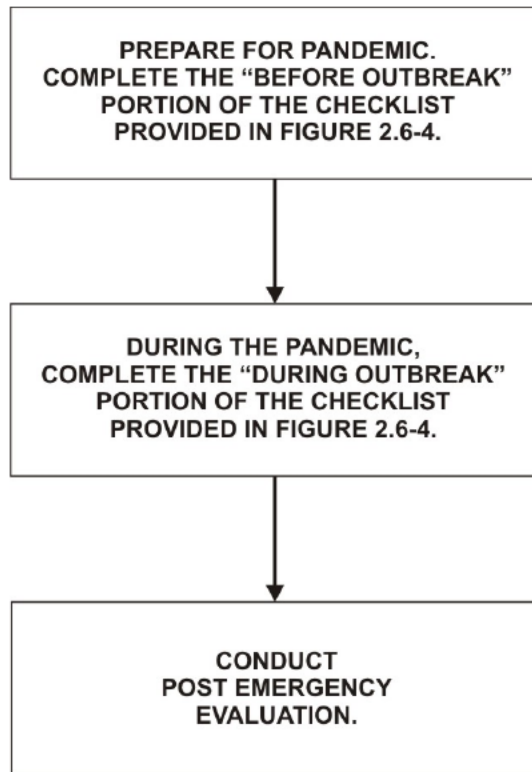 PREPARE FOR PANDEMIC.
COMPLETE THE “BEFORE OUTBREAK”
PORTION OF THE CHECKLIST
PROVIDED IN FIGURE 2.6-4.
DURING THE PANDEMIC,
COMPLETE THE “DURING OUTBREAK”
PORTION OF THE CHECKLIST
PROVIDED IN FIGURE 2.6-4.
CONDUCT
POST EMERGENCY
EVALUATION.